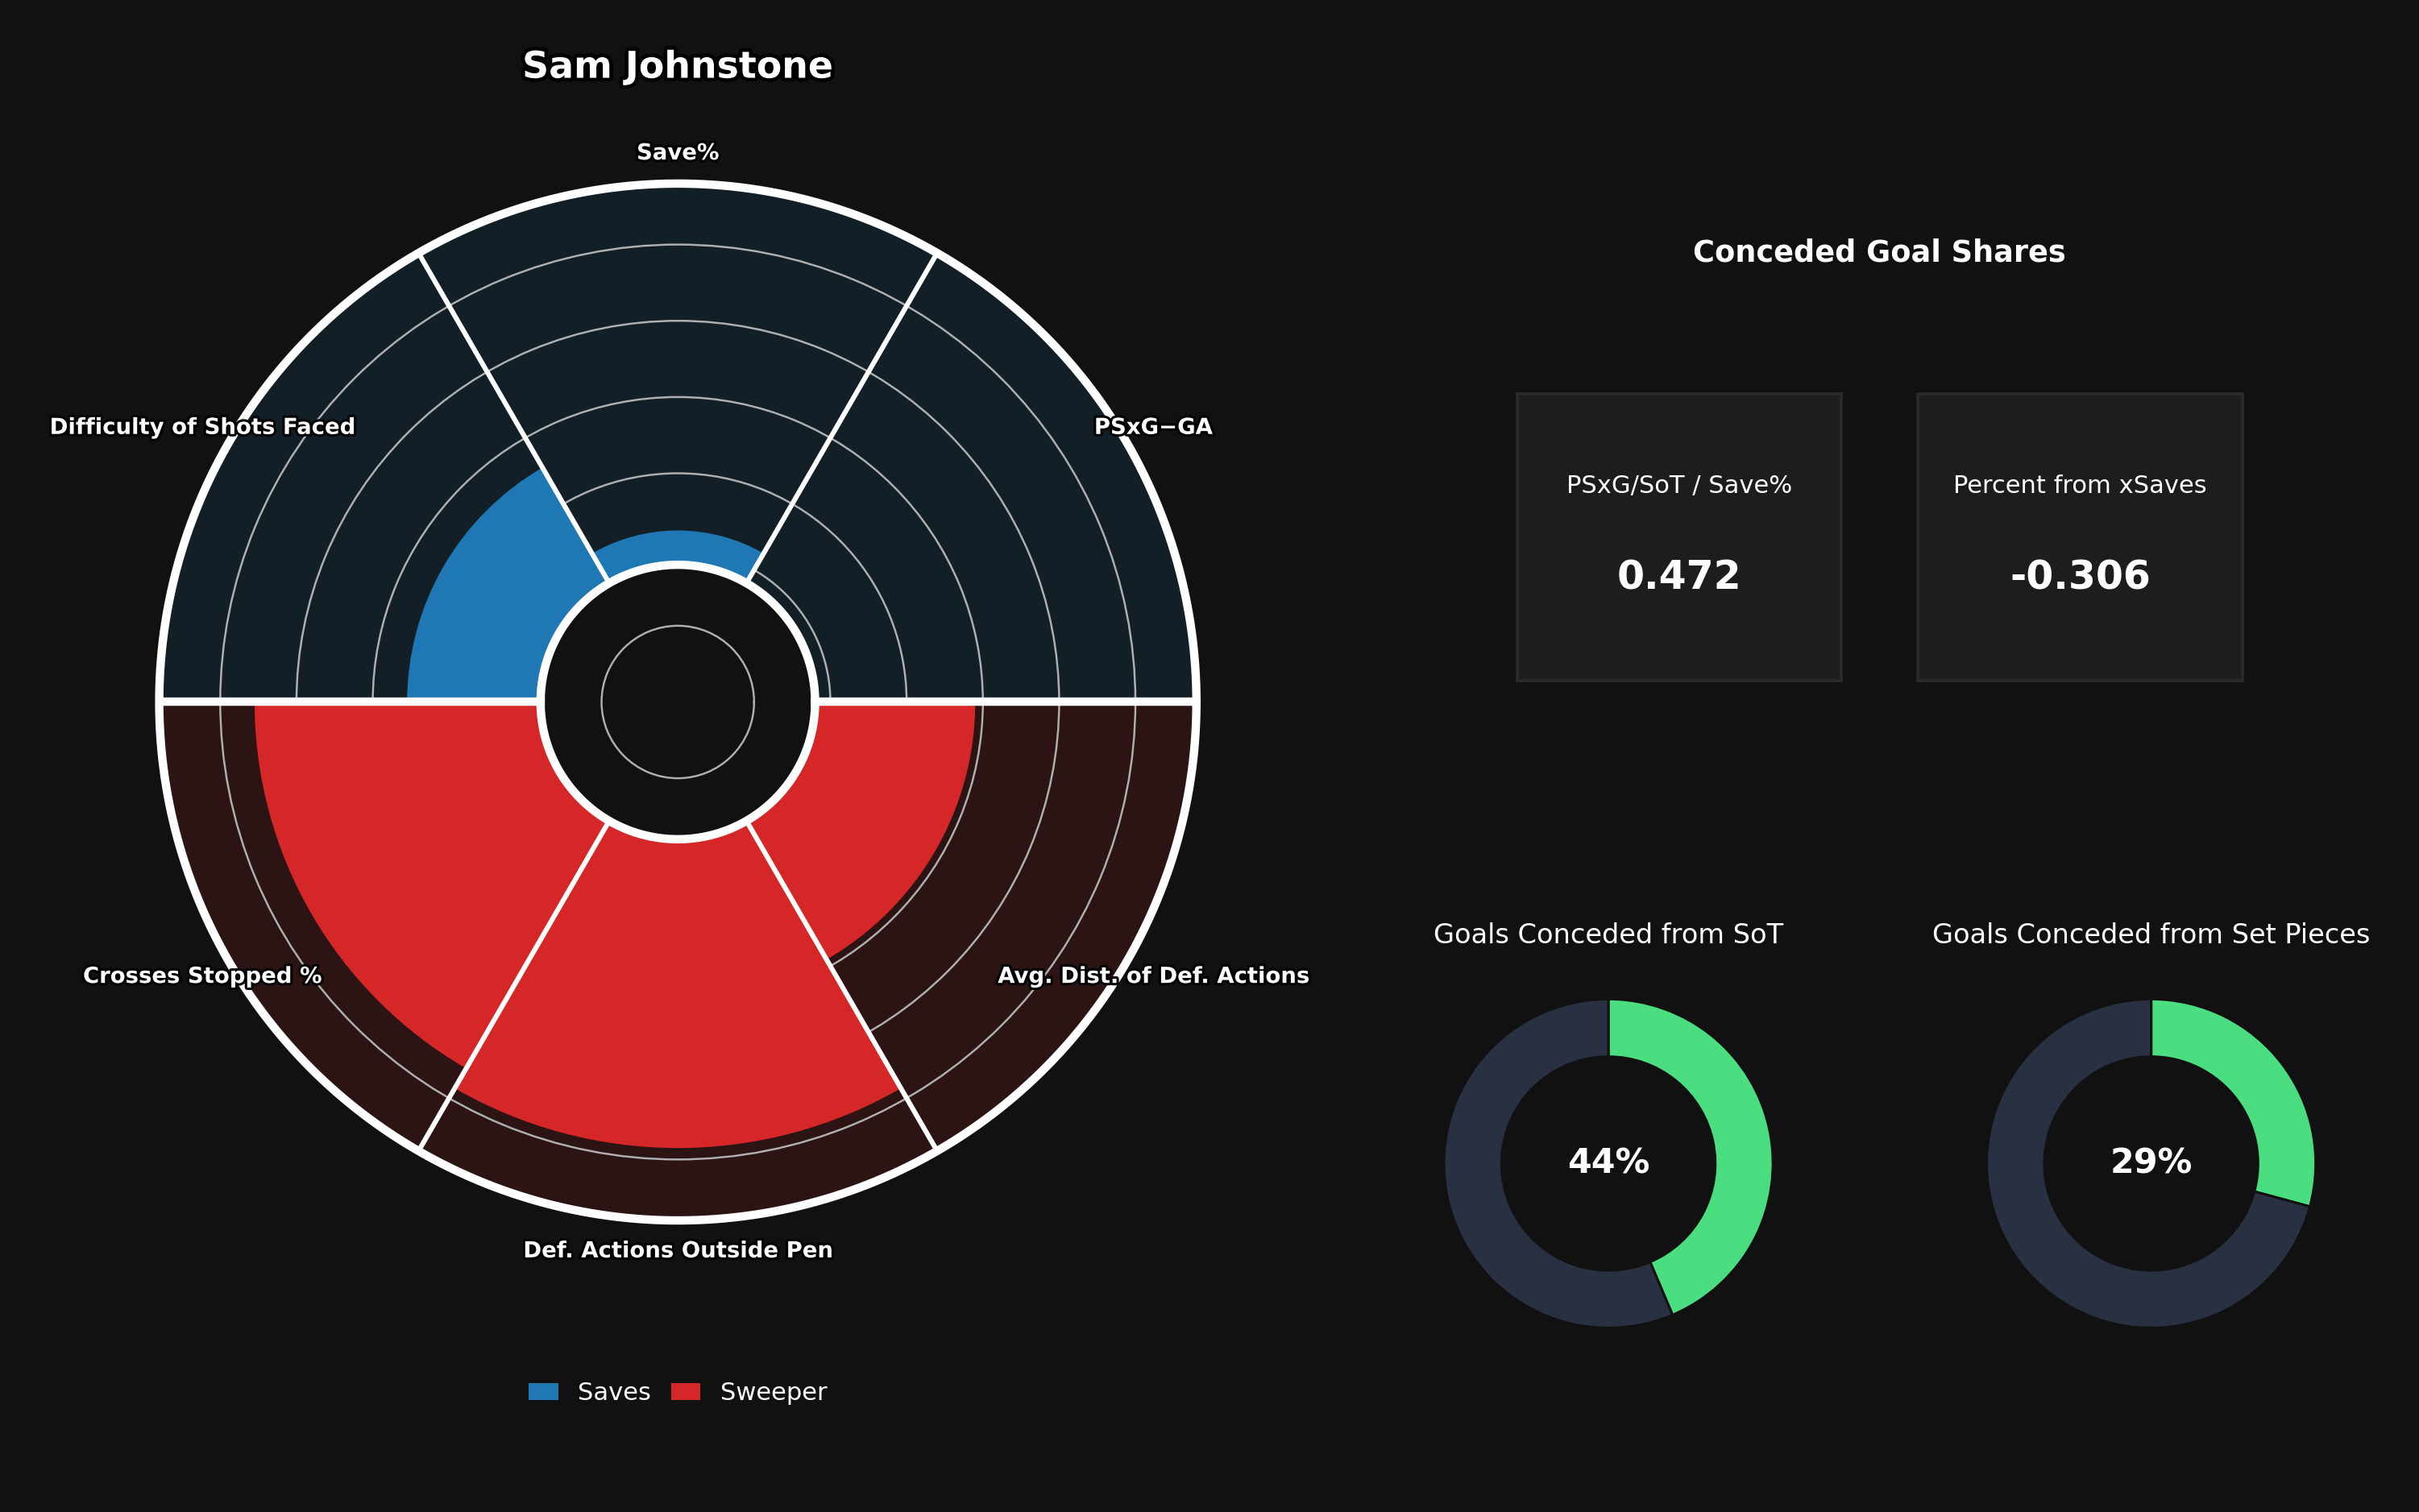 Sam Johnstone
Save%
Difficulty of Shots Faced
PSxG−GA
Crosses Stopped %
Avg. Dist. of Def. Actions
Def. Actions Outside Pen
Saves
Sweeper
Conceded Goal Shares
PSxG/SoT / Save%
0.472
Percent from xSaves
-0.306
Goals Conceded from SoT
44%
Goals Conceded from Set Pieces
29%